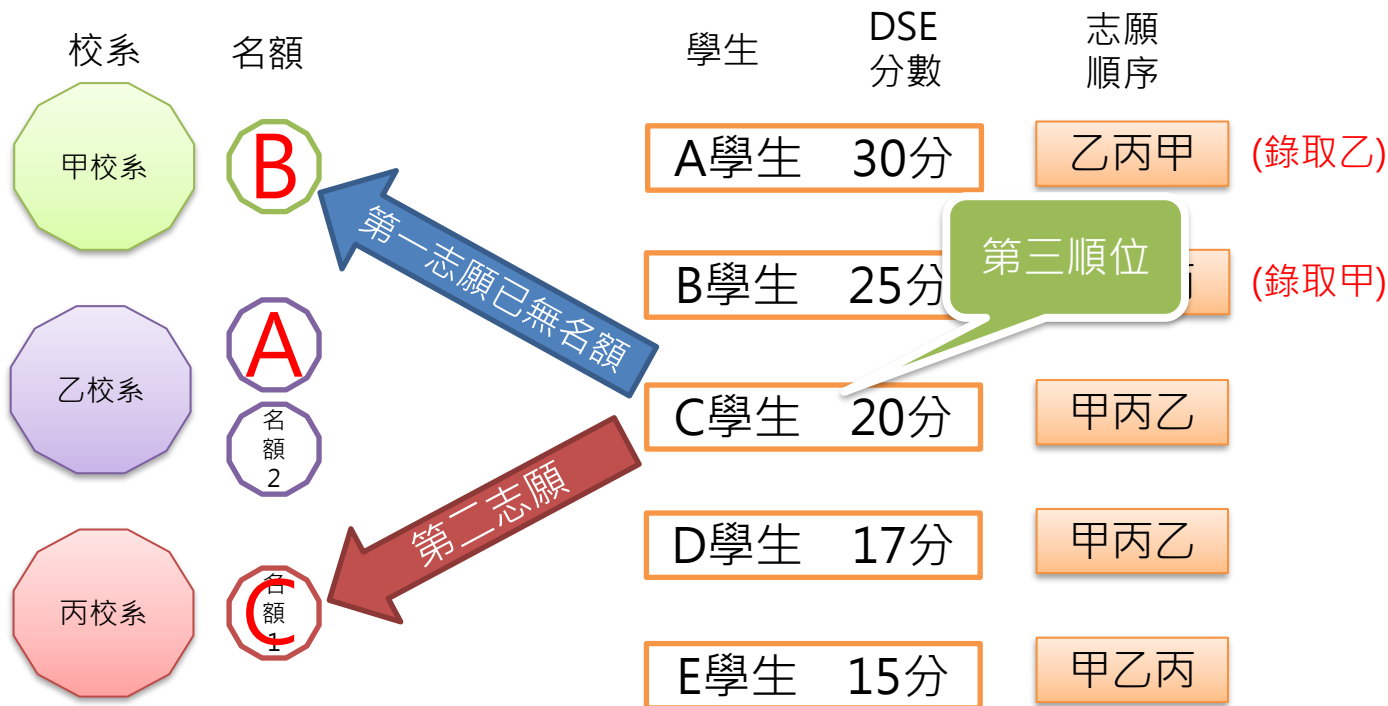 校系
名額
學生
DSE
分數
志願
順序
甲校系
B
A學生 30分
乙丙甲
(錄取乙)
第一志願已無名額
第三順位
B學生 25分
(錄取甲)
乙校系
A
名
額
2
C學生 20分
甲丙乙
第二志願
D學生 17分
甲丙乙
丙校系
名
額
1
C
E學生 15分
甲乙丙